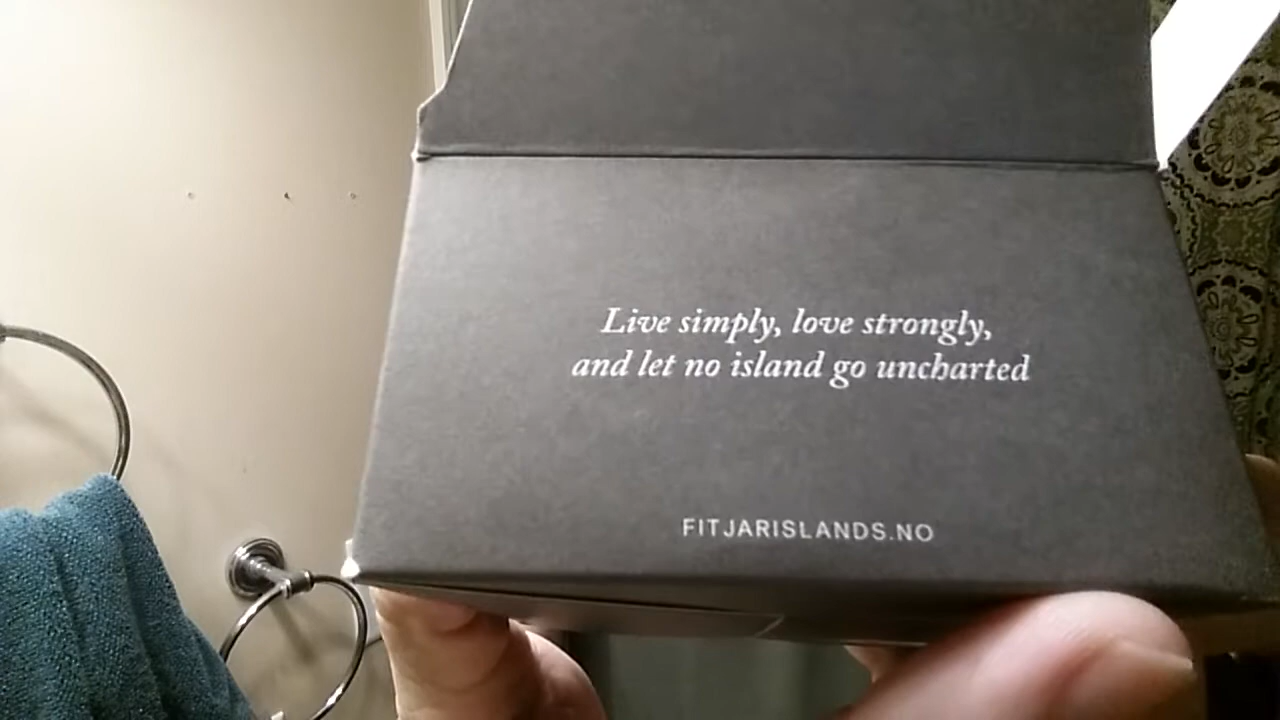 Live simply, love strongly,
and let no island go uncharted
FITJARISLANDS.NO